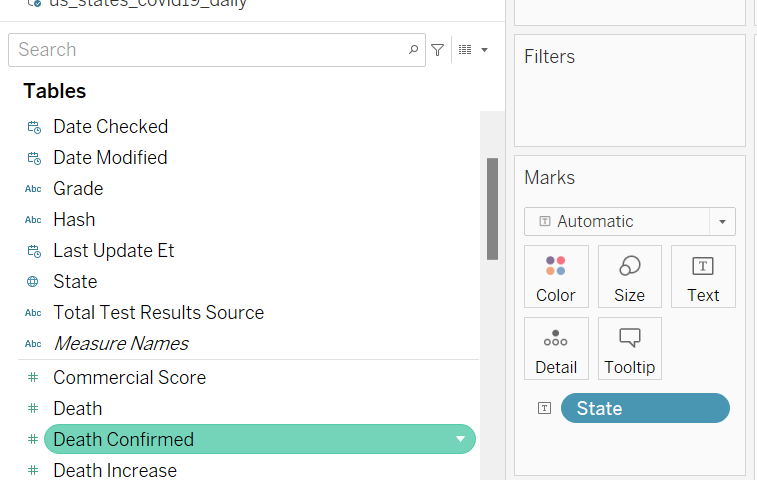 us_states_covid19_daily
Search
Tables
Date Checked
Date Modified
Abc Grade
Abc Hash
Last Update Et
State
Abc Total Test Results Source
Abc Measure Names
# Commercial Score
# Death
# Death Confirmed
# Death Increase
Filters
Marks
T Automatic
Color Size T Text
Detail Tooltip
T State